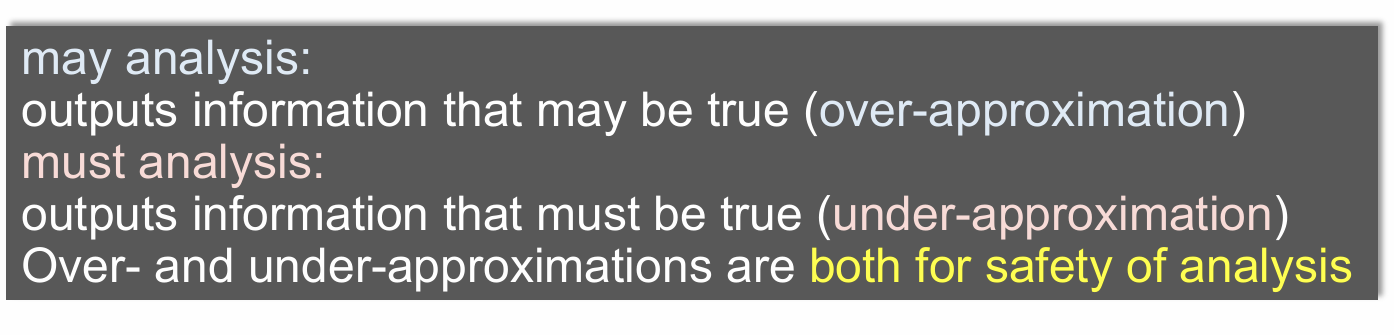 may analysis:
outputs information that may be true (over-approximation)
must analysis:
outputs information that must be true (under-approximation)
Over- and under-approximations are both for safety of analysis